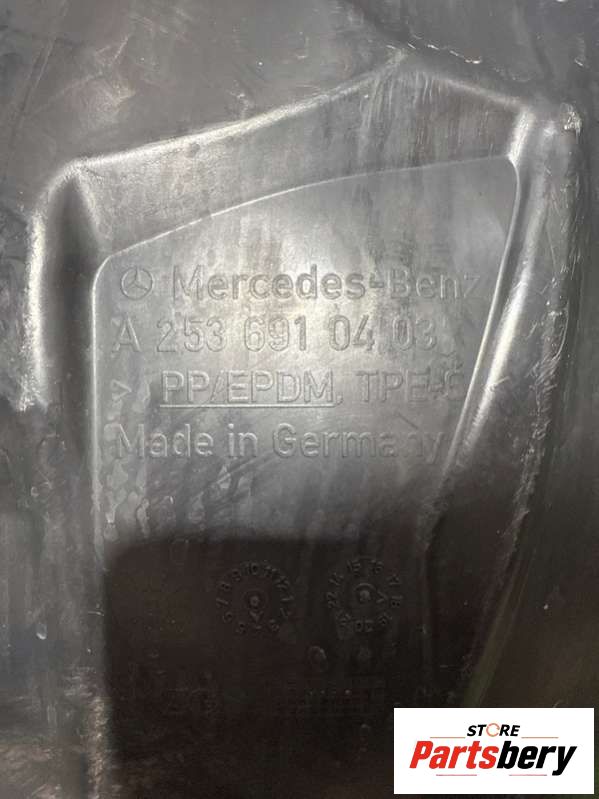 Mercedes-Benz
A 253 691 04 03
> PP/EPDM, TPE-
Made in Germany
STORE
Partsbery